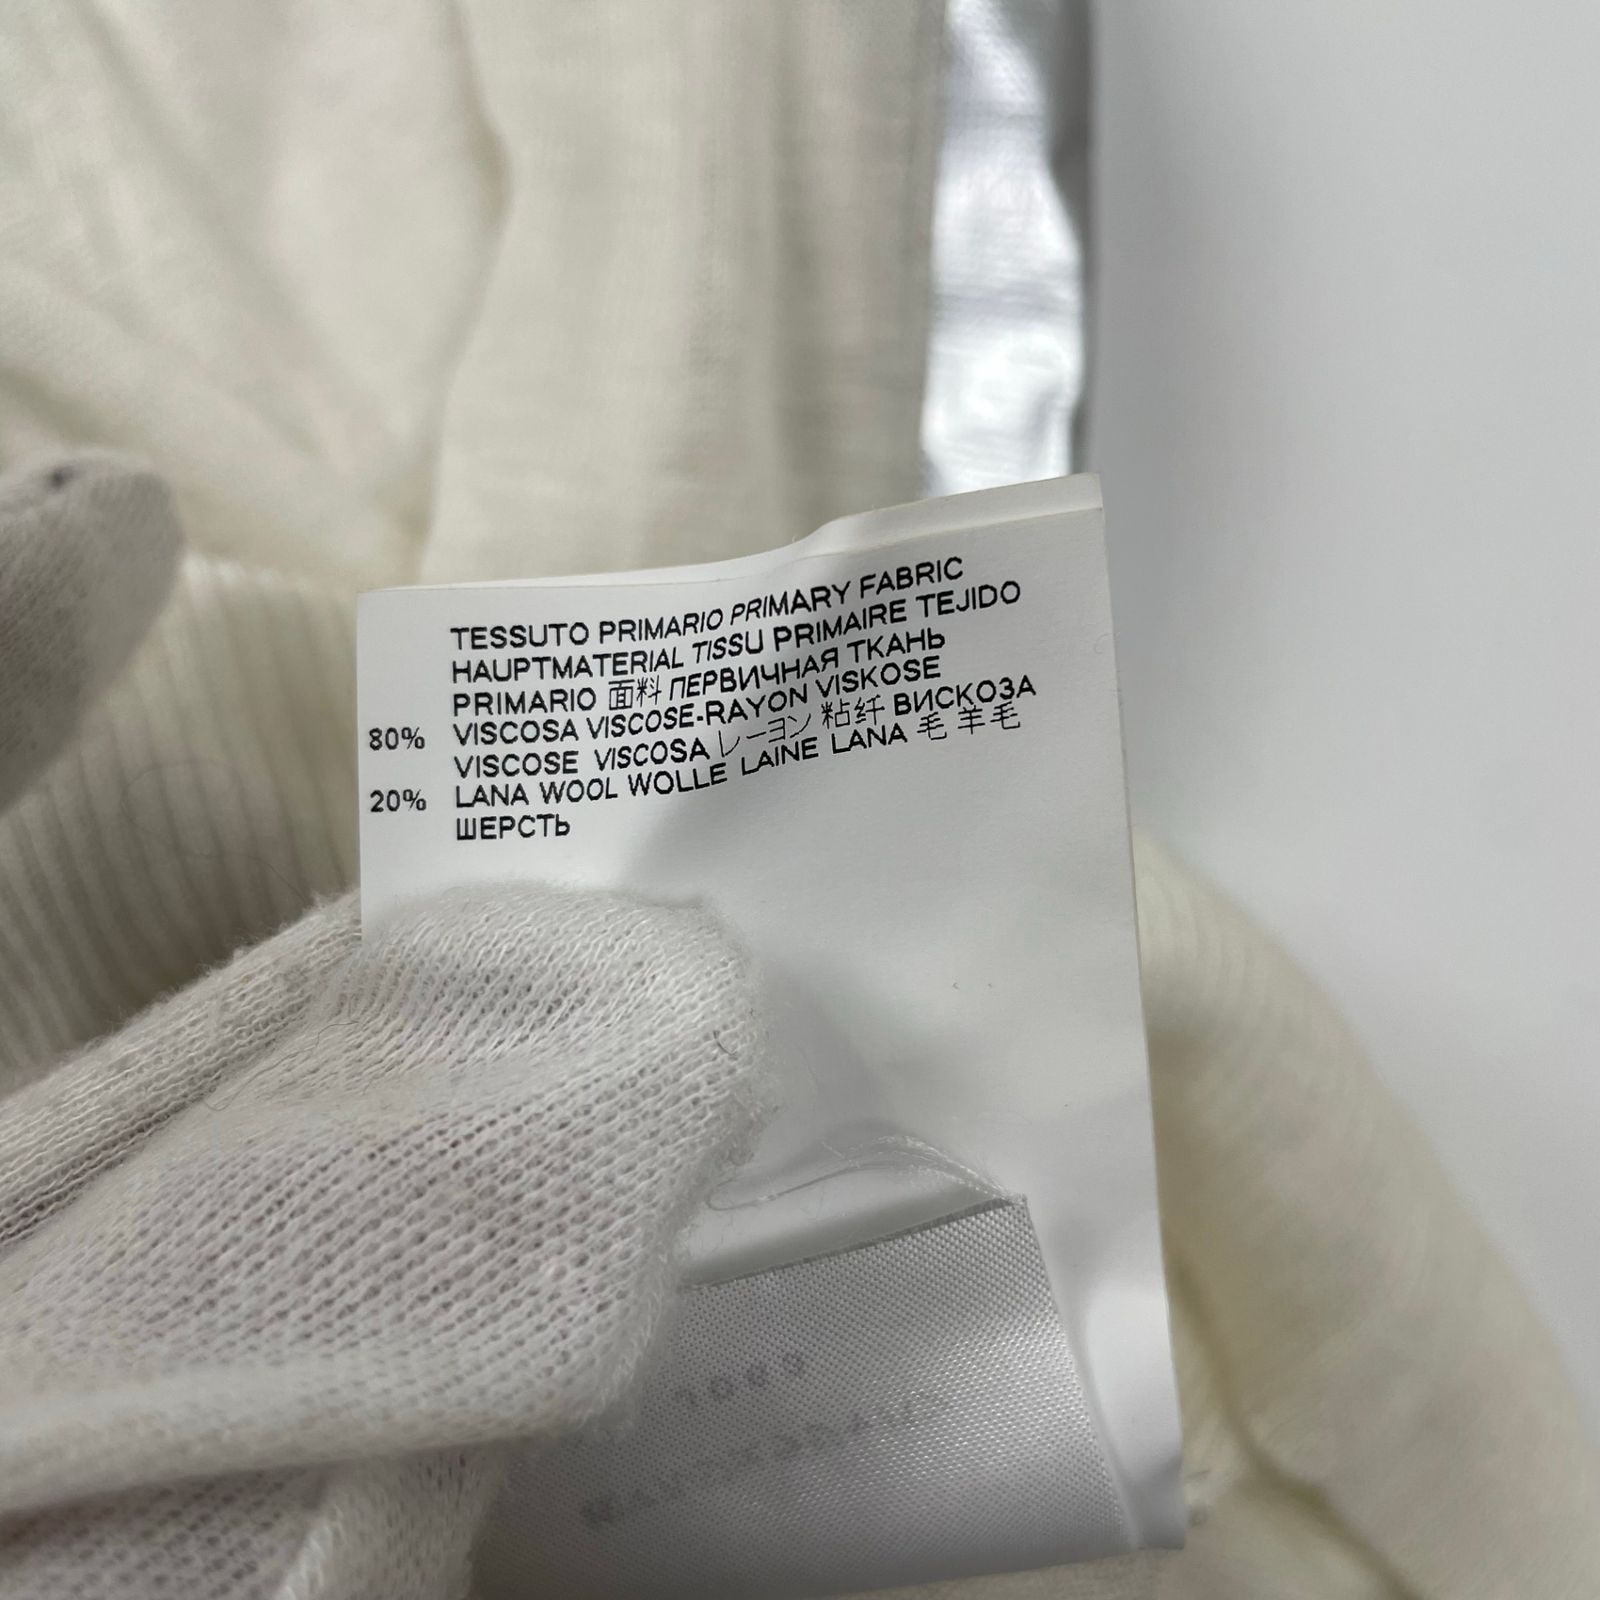 TESSUTO PRIMARIO PRIMARY FABRIC
HAUPTMATERIAL TISSU PRIMAIRE TEJIDO
PRIMARIO 面料 ПЕРВИЧНАЯ ТКАНЬ
80% VISCOSA VISCOSE-RAYON VISKOSE
VISCOSE VISCOSA レーヨン 粘纤 ВИСКОЗА
20% LANA WOOL WOLLE LAINE LANA 毛 羊毛
ШЕРСТЬ